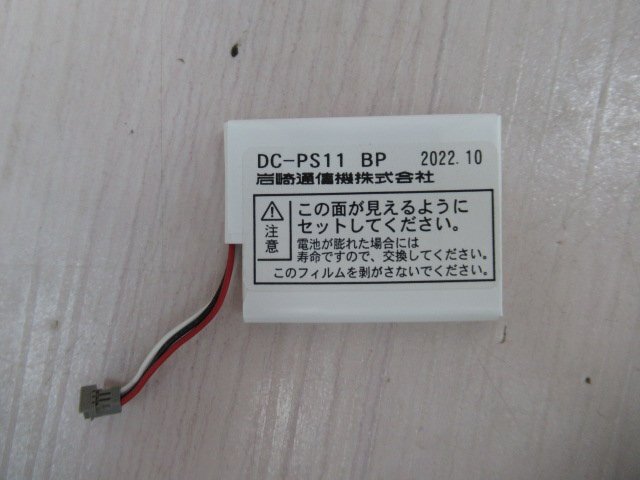 DC-PS11 BP 2022.10
岩崎通信機株式会社
注意
この面が見えるように
セットしてください。
電池が膨れた場合には
寿命ですので、交換してください。
このフィルムを剥がさないでください。